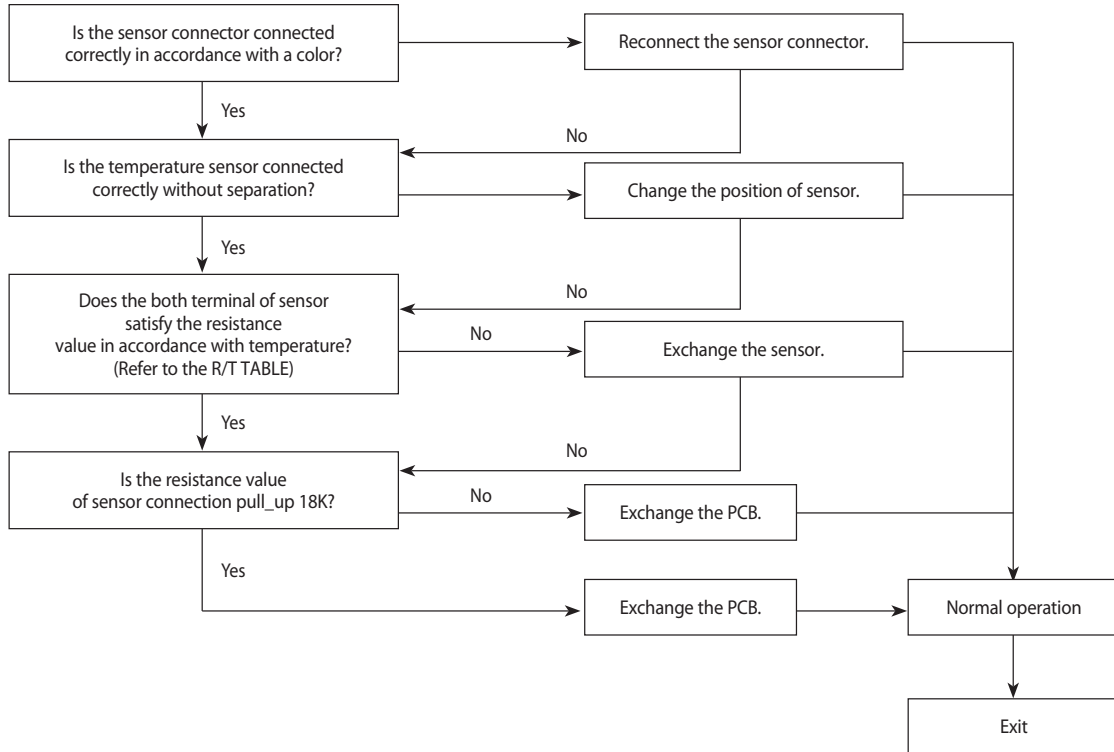 Is the sensor connector connected
correctly in accordance with a color?
Reconnect the sensor connector.
Yes
No
Is the temperature sensor connected
correctly without separation?
Change the position of sensor.
Yes
No
Does the both terminal of sensor
satisfy the resistance
value in accordance with temperature?
(Refer to the R/T TABLE)
No
Exchange the sensor.
Yes
No
Is the resistance value
of sensor connection pull_up 18K?
No
Exchange the PCB.
Yes
Exchange the PCB.
Normal operation
Exit